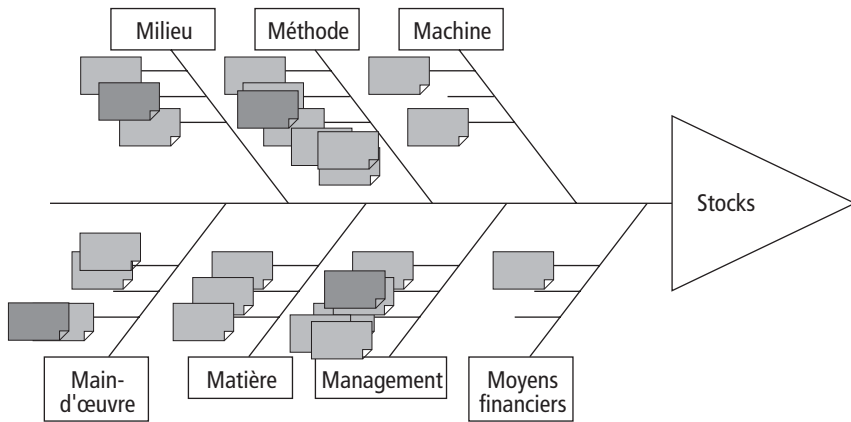 Milieu
Méthode
Machine
Stocks
Main-
d'œuvre
Matière
Management
Moyens
financiers